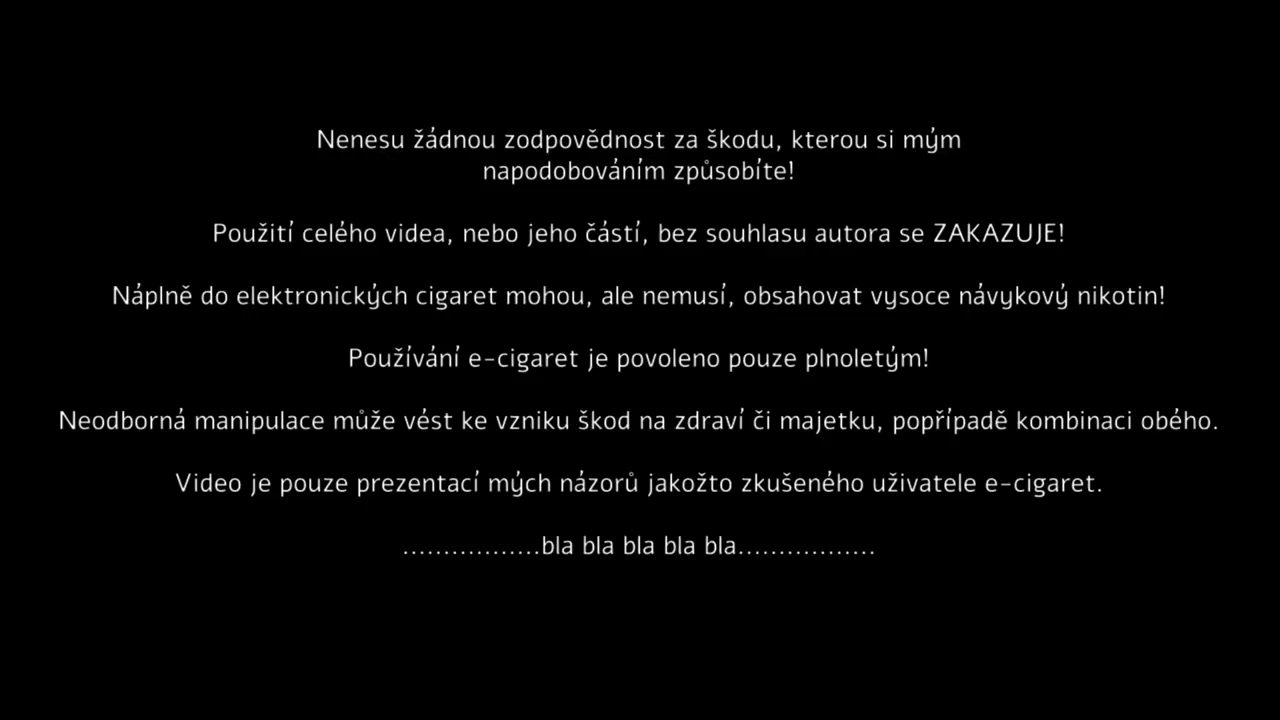 Nenesu žádnou zodpovědnost za škodu, kterou si mým
napodobováním způsobíte!
Použití celého videa, nebo jeho částí, bez souhlasu autora se ZAKAZUJE!
Náplně do elektronických cigaret mohou, ale nemusí, obsahovat vysoce návykový nikotin!
Používání e-cigaret je povoleno pouze plnoletým!
Neodborná manipulace může vést ke vzniku škod na zdraví či majetku, popřípadě kombinaci obého.
Video je pouze prezentací mých názorů jakožto zkušeného uživatele e-cigaret.
.................bla bla bla bla bla.................